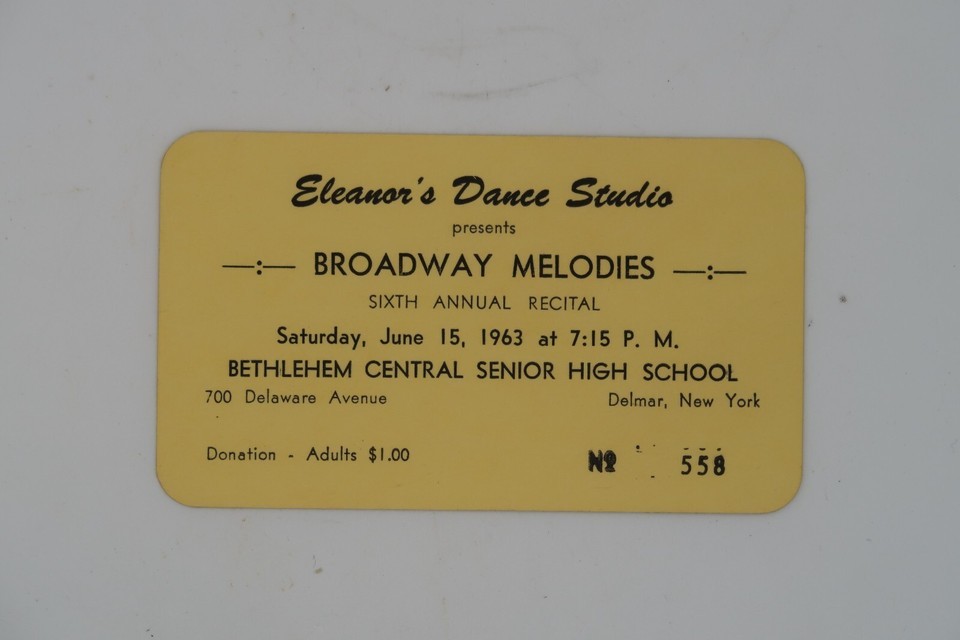 Eleanor's Dance Studio
presents
—:— BROADWAY MELODIES —:—
SIXTH ANNUAL RECITAL
Saturday, June 15, 1963 at 7:15 P. M.
BETHLEHEM CENTRAL SENIOR HIGH SCHOOL
700 Delaware Avenue Delmar, New York
Donation - Adults $1.00 № 558